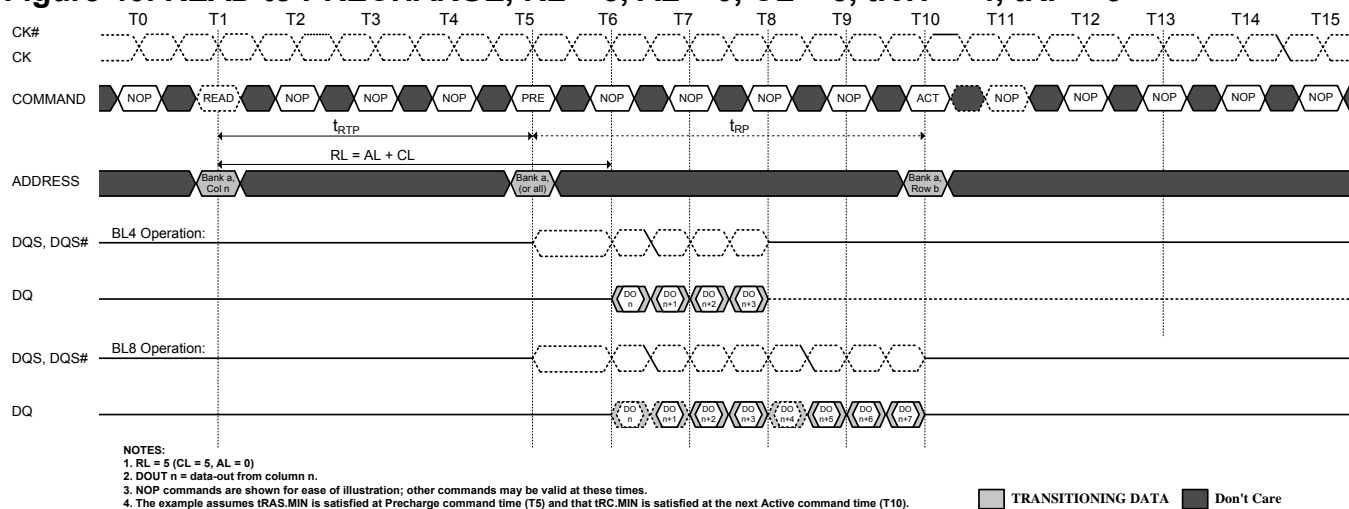 T0 T1 T2 T3 T4 T5 T6 T7 T8 T9 T10 T11 T12 T13 T14 T15
CK#
CK
COMMAND NOP READ NOP NOP NOP PRE NOP NOP NOP NOP ACT NOP NOP NOP NOP NOP
tRTP tRP
RL = AL + CL
ADDRESS Bank a, Col n Bank a, (or all) Bank a, Row b
BL4 Operation:
DQS, DQS#
DQ DO n DO n+1 DO n+2 DO n+3
BL8 Operation:
DQS, DQS#
DQ DO n DO n+1 DO n+2 DO n+3 DO n+4 DO n+5 DO n+6 DO n+7
NOTES:
1. RL = 5 (CL = 5, AL = 0)
2. DOUT n = data-out from column n.
3. NOP commands are shown for ease of illustration; other commands may be valid at these times.
4. The example assumes tRAS.MIN is satisfied at Precharge command time (T5) and that tRC.MIN is satisfied at the next Active command time (T10).
TRANSITIONING DATA Don't Care